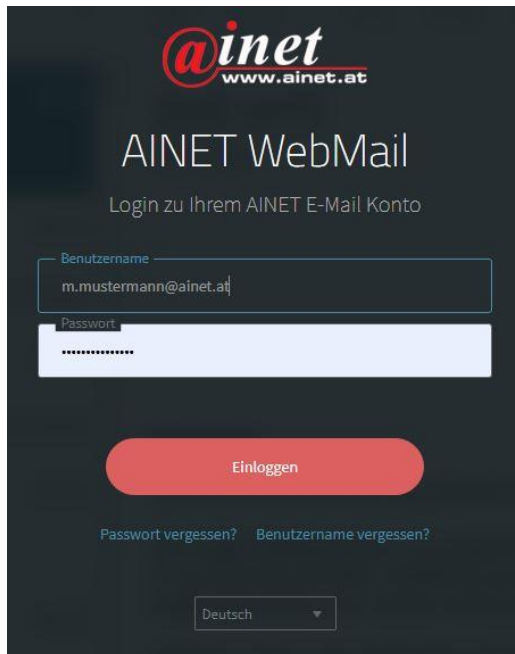 @inet
www.ainet.at
AINET WebMail
Login zu Ihrem AINET E-Mail Konto
Benutzername
m.mustermann@ainet.at
Passwort
•••••••••••••••
Einloggen
Passwort vergessen? Benutzername vergessen?
Deutsch